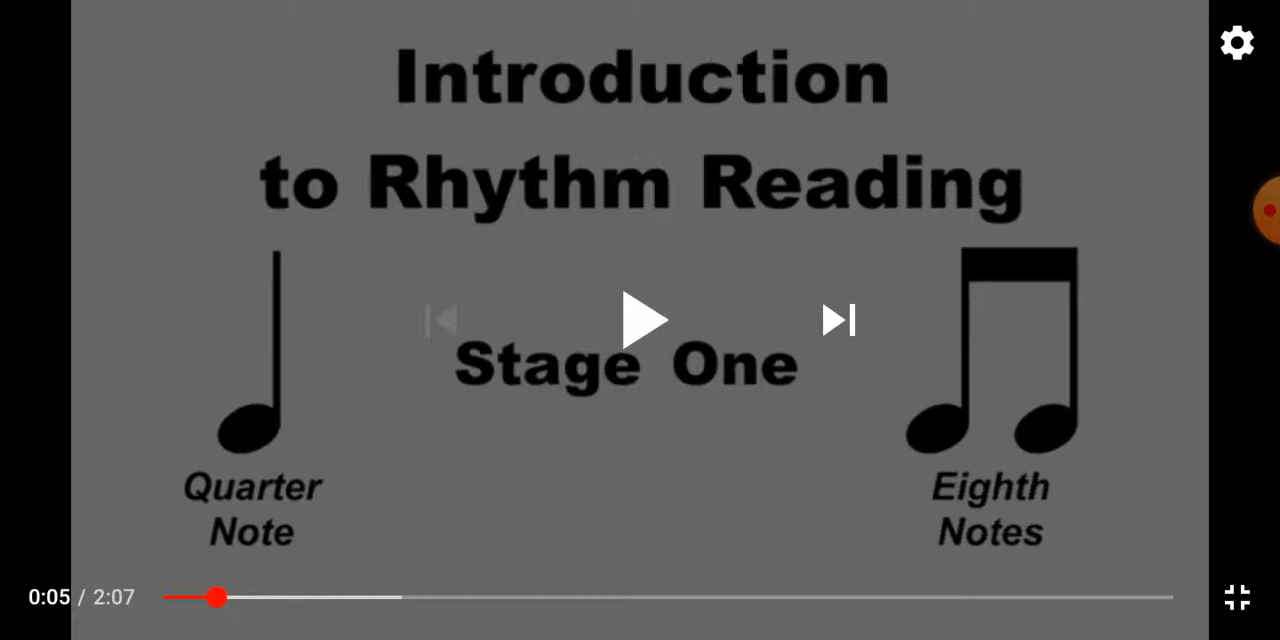 Introduction
to Rhythm Reading
Stage One
Quarter
Note
Eighth
Notes
0:05 / 2:07